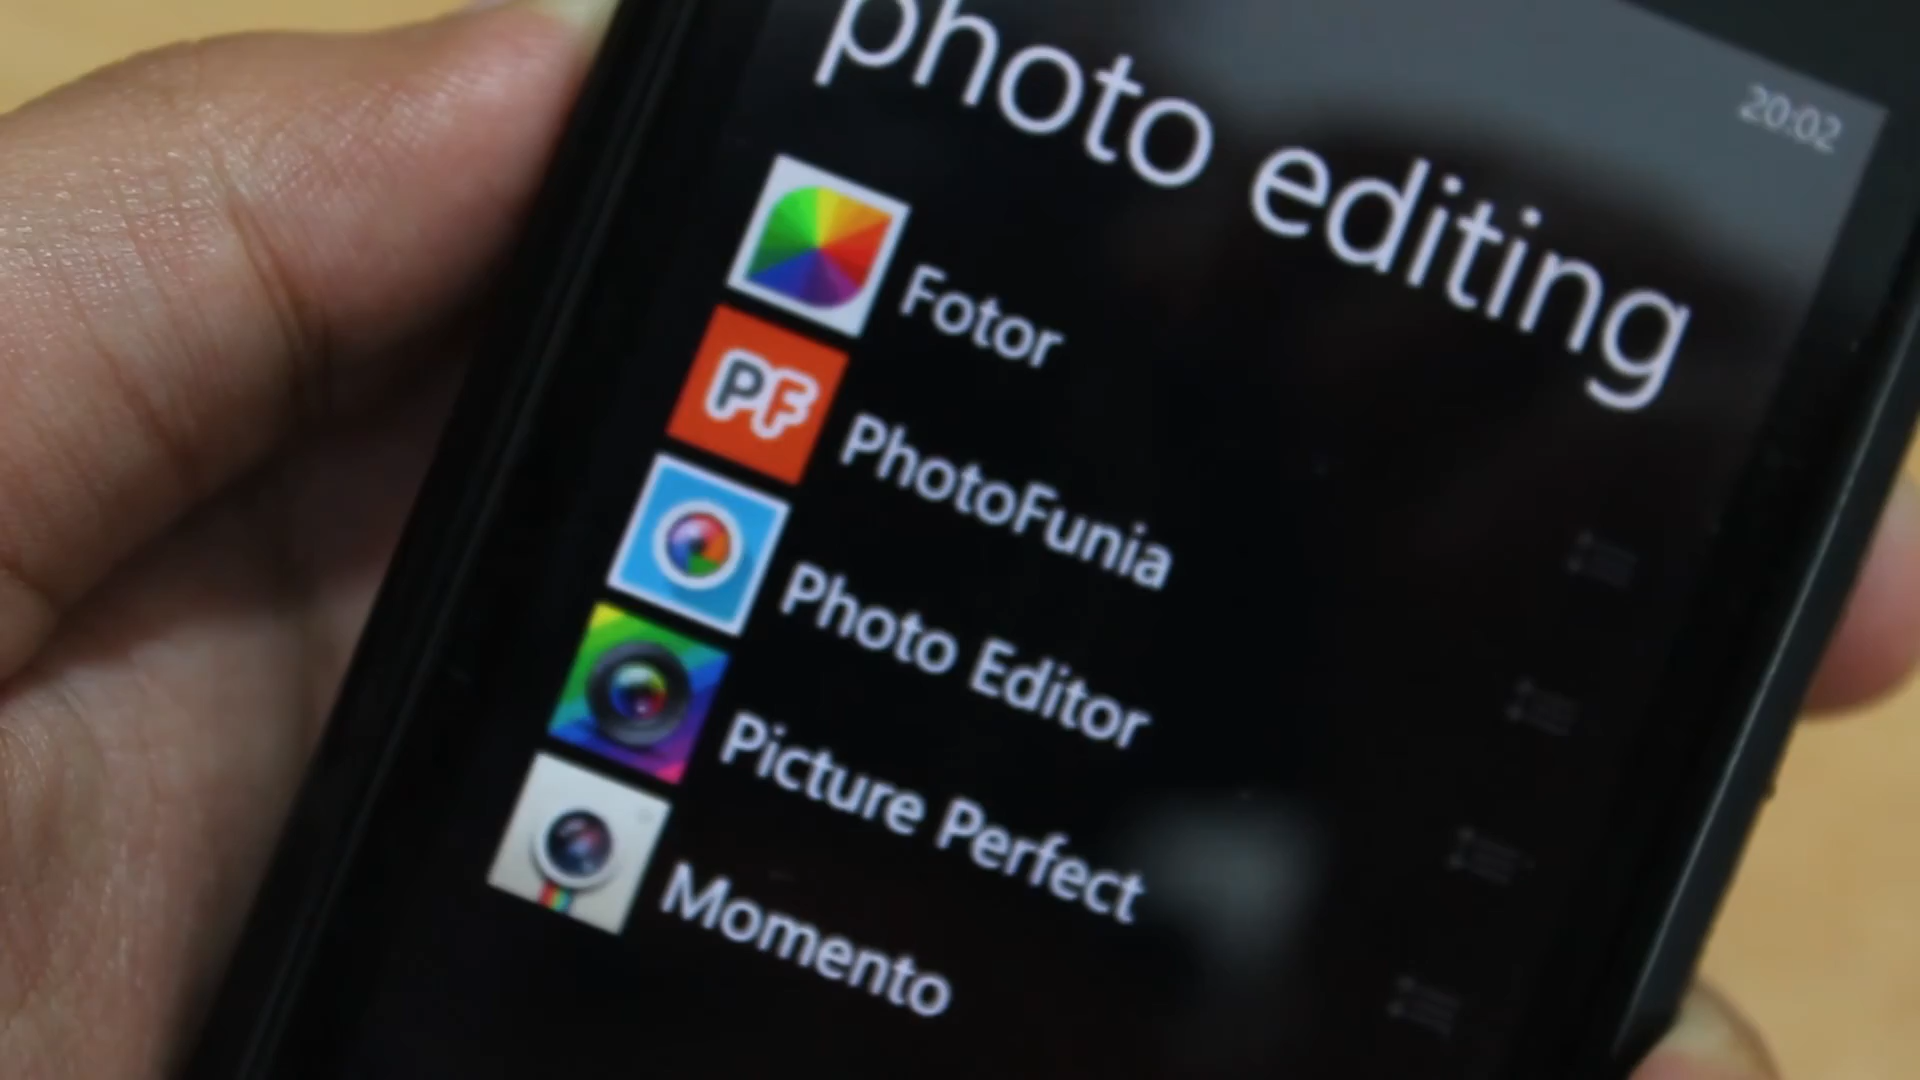 20:02
photo editing
Fotor
PF
PhotoFunia
Photo Editor
Picture Perfect
Momento